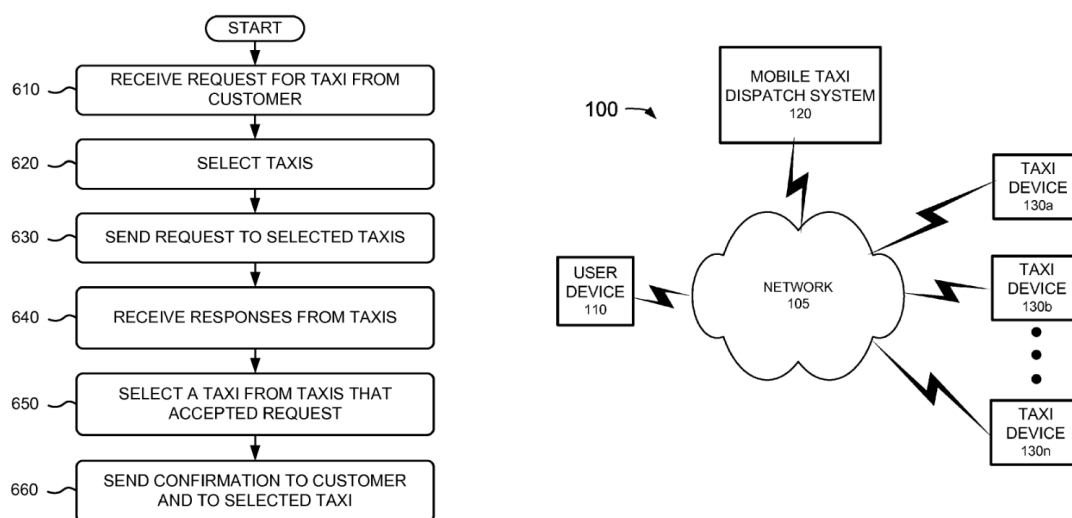 START
610
RECEIVE REQUEST FOR TAXI FROM
CUSTOMER
620
SELECT TAXIS
630
SEND REQUEST TO SELECTED TAXIS
640
RECEIVE RESPONSES FROM TAXIS
650
SELECT A TAXI FROM TAXIS THAT
ACCEPTED REQUEST
660
SEND CONFIRMATION TO CUSTOMER
AND TO SELECTED TAXI
100
MOBILE TAXI
DISPATCH SYSTEM
120
TAXI
DEVICE
130a
USER
DEVICE
110
NETWORK
105
TAXI
DEVICE
130b
TAXI
DEVICE
130n